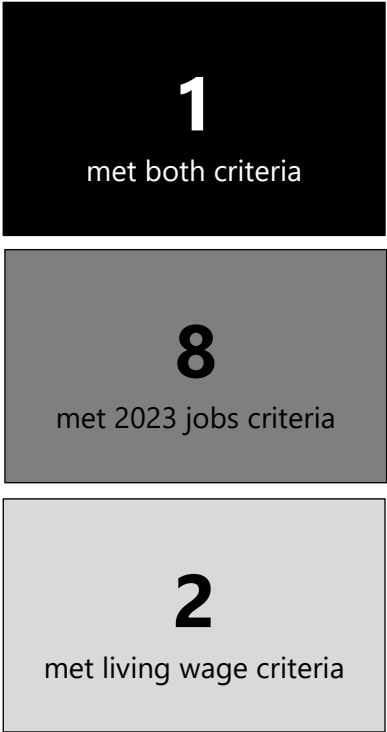 1
met both criteria
8
met 2023 jobs criteria
2
met living wage criteria